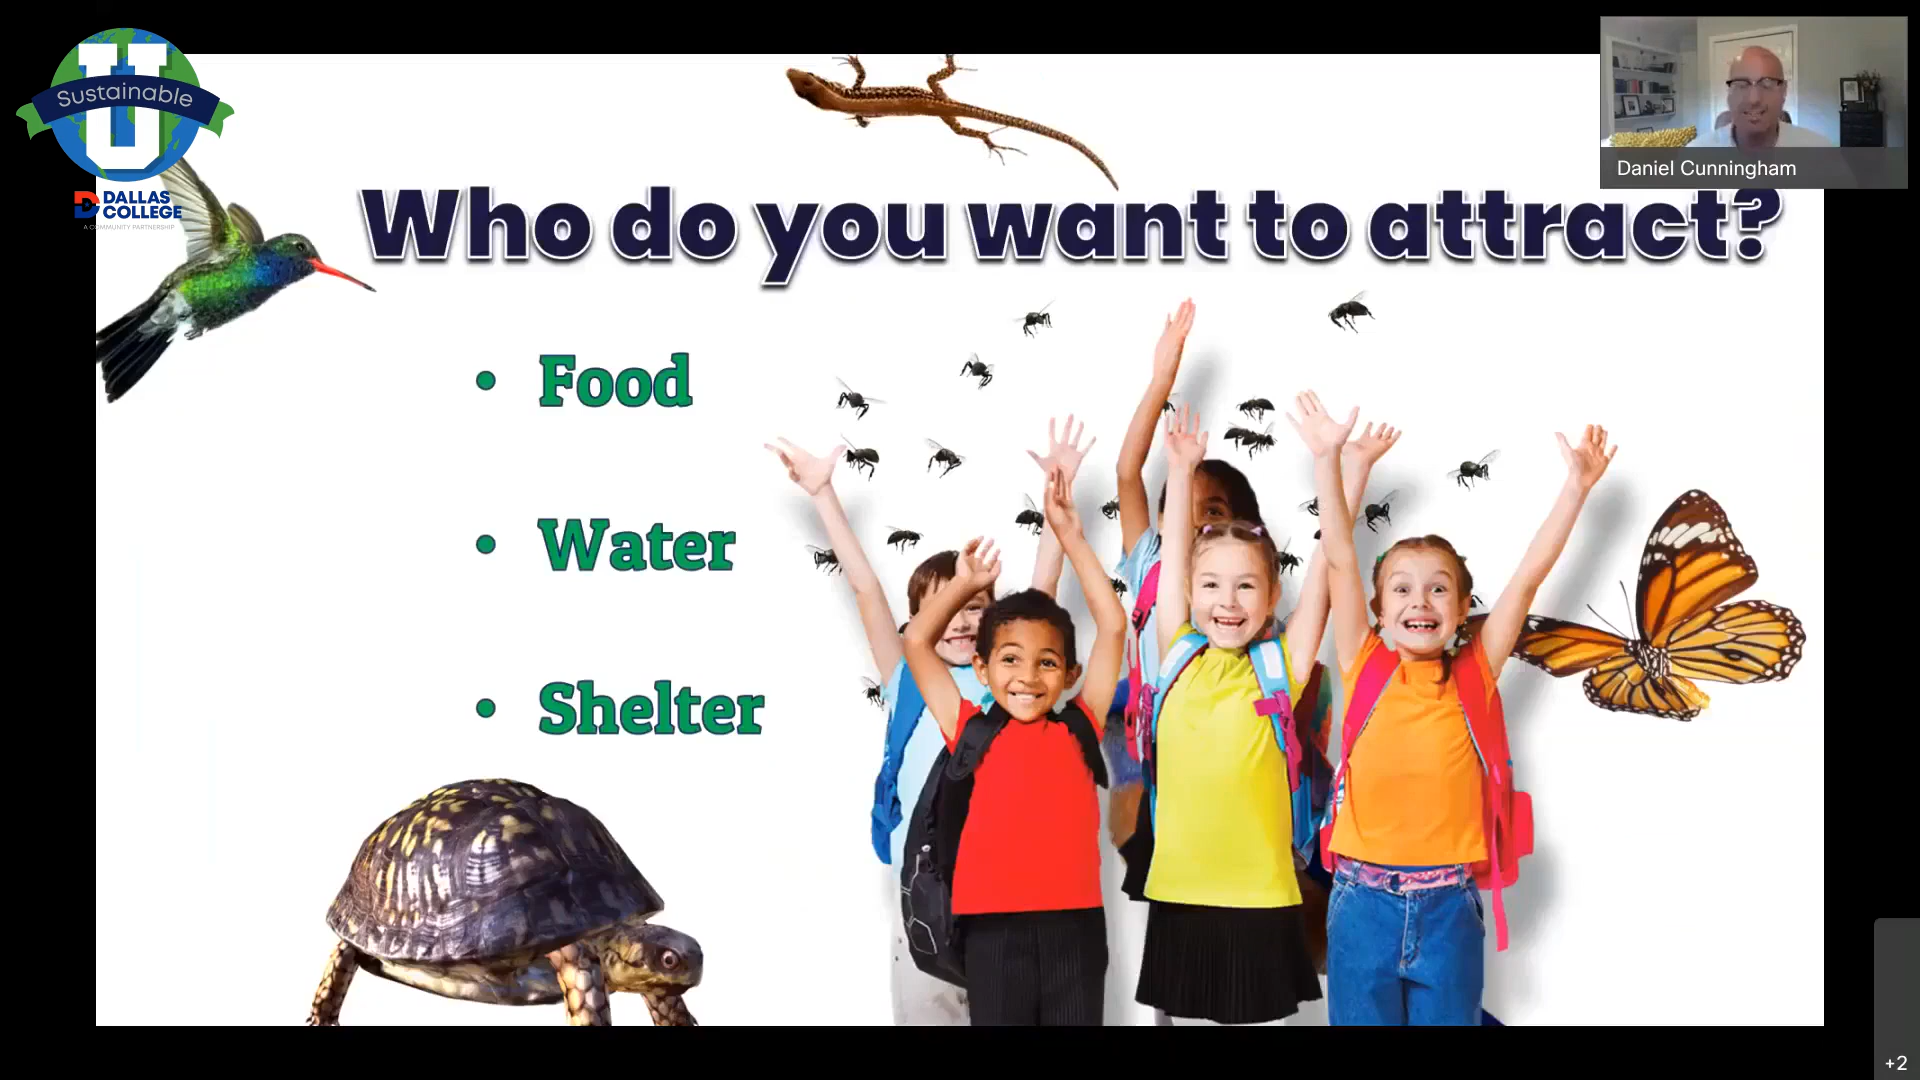 U
Sustainable
DALLAS
COLLEGE
A COMMUNITY PARTNERSHIP
Daniel Cunningham
Who do you want to attract?
• Food
• Water
• Shelter
+2